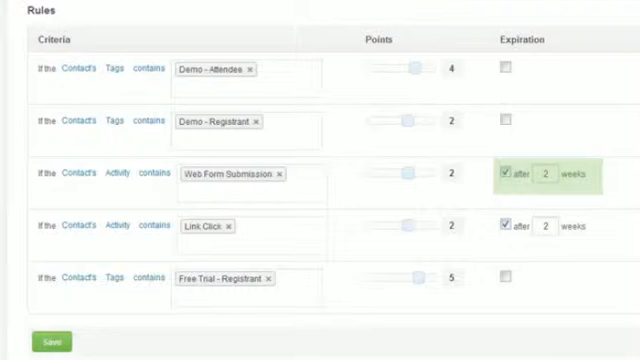 Rules
Criteria Points Expiration
If the Contact's Tags contains Demo - Attendee × 4
If the Contact's Tags contains Demo - Registrant × 2
If the Contact's Activity contains Web Form Submission × 2 after 2 weeks
If the Contact's Activity contains Link Click × 2 after 2 weeks
If the Contact's Tags contains Free Trial - Registrant × 5
Save